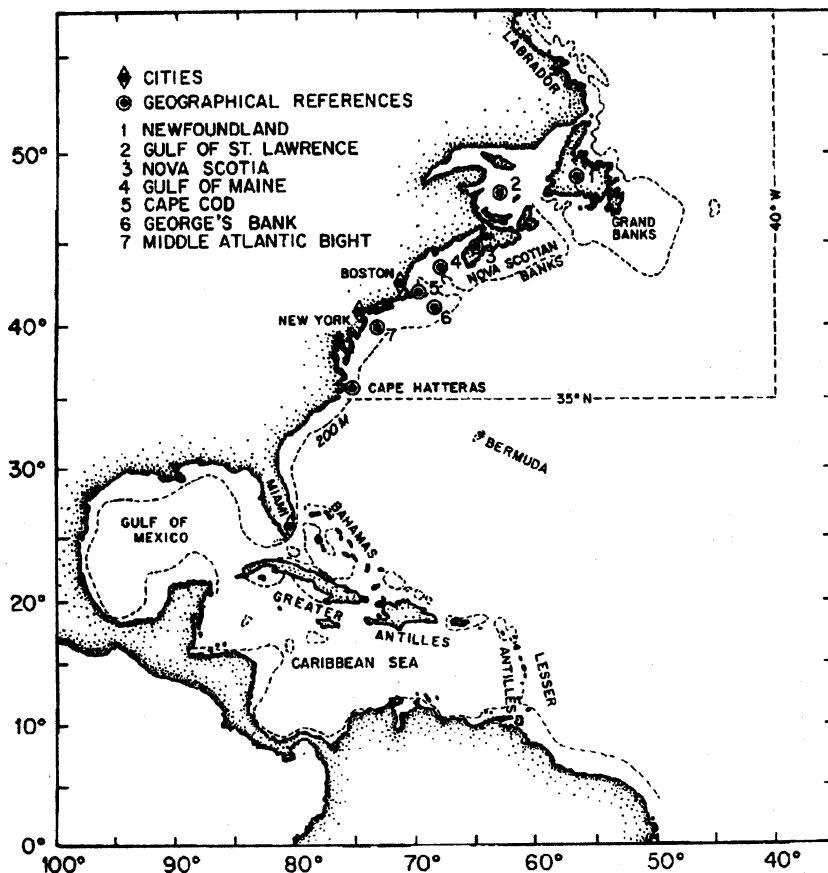 CITIES
GEOGRAPHICAL REFERENCES
1 NEWFOUNDLAND
2 GULF OF ST. LAWRENCE
3 NOVA SCOTIA
4 GULF OF MAINE
5 CAPE COD
6 GEORGE'S BANK
7 MIDDLE ATLANTIC BIGHT
LABRADOR
50°
1
2
GRAND
BANKS
40° W
3
NOVA SCOTIAN
BANKS
4
BOSTON
5
6
NEW YORK
40°
7
CAPE HATTERAS
35° N
200 M
BERMUDA
30°
MIAMI
GULF OF
MEXICO
BAHAMAS
20°
GREATER
ANTILLES
CARIBBEAN SEA
LESSER
ANTILLES
10°
0°
100° 90° 80° 70° 60° 50° 40° 35°